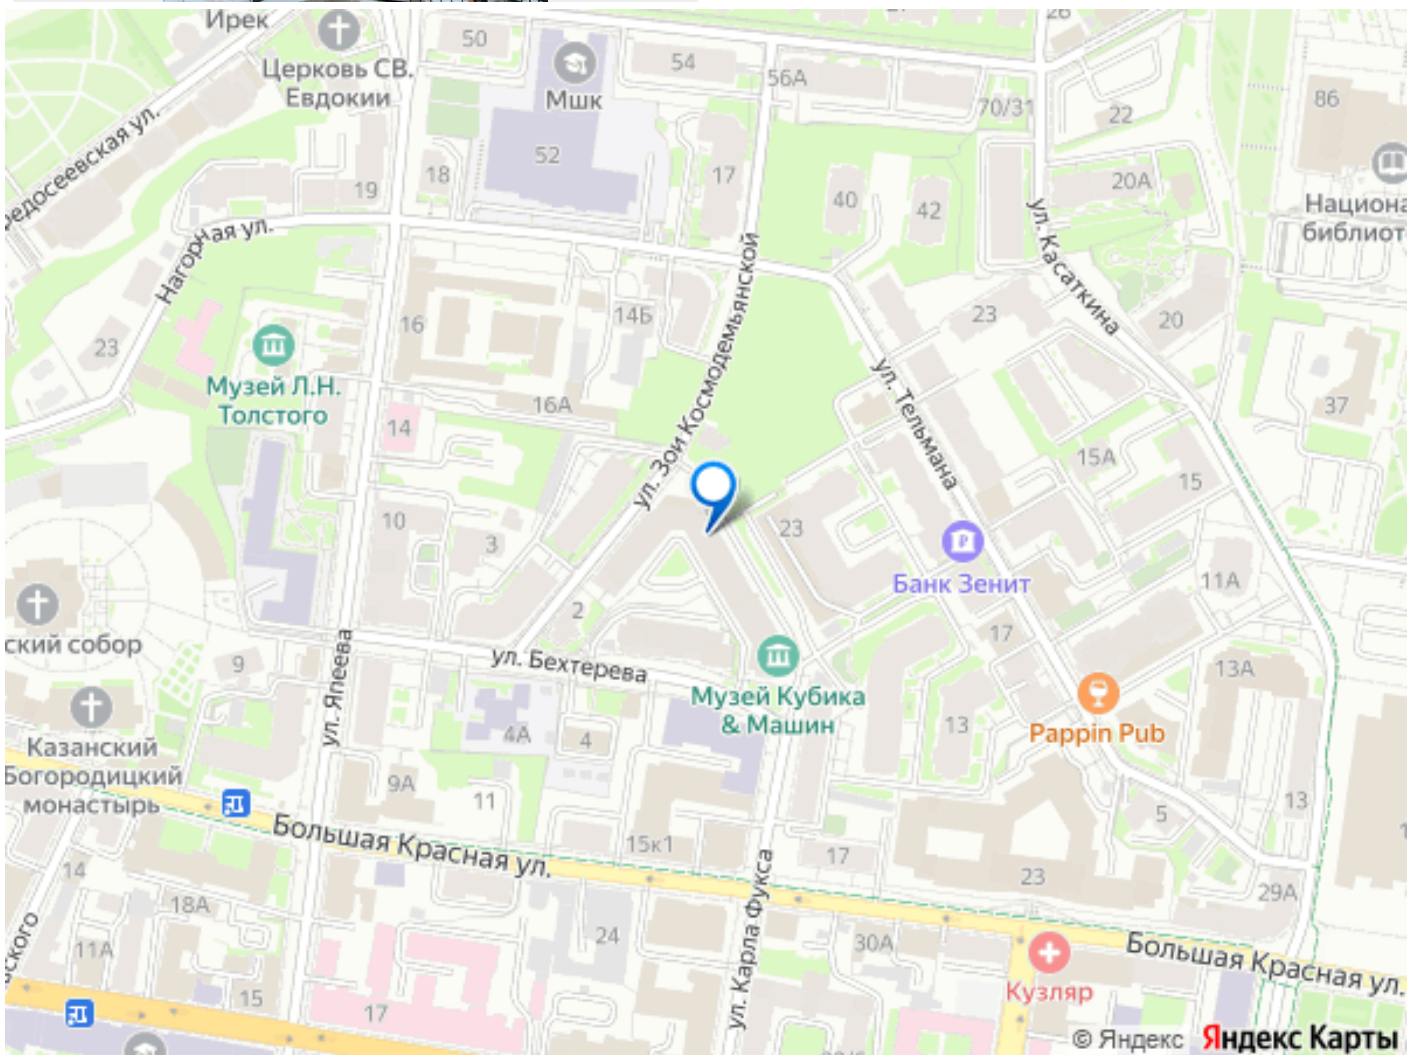 Ирек
50
54
56А
26
Церковь СВ.
Евдокии
Мшк
70/31
22
86
Федосеевская ул.
52
17
19
18
40
42
20А
Национа
библиот
Нагорная ул.
ул. Касаткина
14Б
23
20
16
23
Музей Л.Н.
Толстого
ул. Зои Космодемьянской
ул. Тельмана
16А
37
14
15А
15
10
3
23
Банк Зенит
11А
2
17
ский собор
9
ул. Япеева
ул. Бехтерева
13А
Музей Кубика
& Машин
13
Pappin Pub
4А
4
Казанский
Богородицкий
монастырь
9А
11
5
13
Большая Красная ул.
15к1
17
14
23
29А
18А
ул. Карла Фукса
24
30А
11А
Большая Красная ул.
ского
15
17
Кузляр
© Яндекс Яндекс Карты